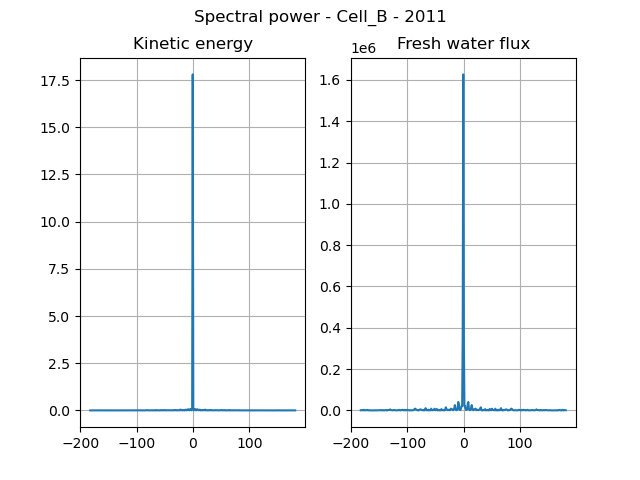 Spectral power - Cell_B - 2011
Kinetic energy
17.5
15.0
12.5
10.0
7.5
5.0
2.5
0.0
−200 −100 0 100
1e6
Fresh water flux
1.6
1.4
1.2
1.0
0.8
0.6
0.4
0.2
0.0
−200 −100 0 100